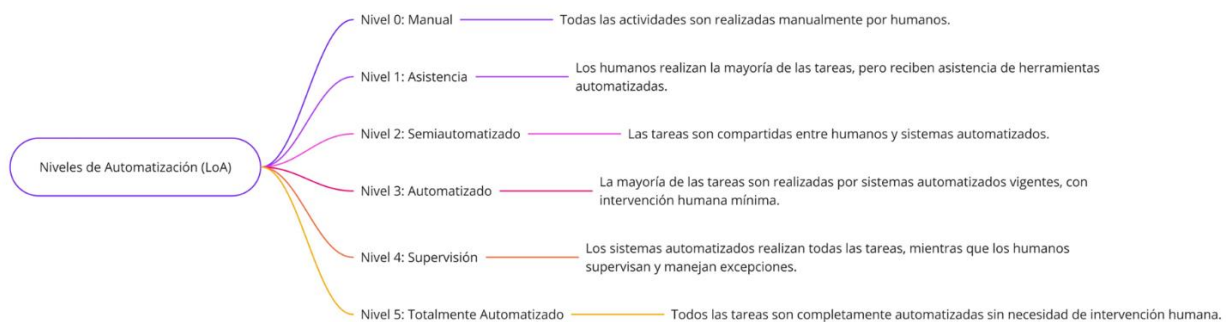 Niveles de Automatización (LoA)
Nivel 0: Manual
Todas las actividades son realizadas manualmente por humanos.
Nivel 1: Asistencia
Los humanos realizan la mayoría de las tareas, pero reciben asistencia de herramientas
automatizadas.
Nivel 2: Semiautomatizado
Las tareas son compartidas entre humanos y sistemas automatizados.
Nivel 3: Automatizado
La mayoría de las tareas son realizadas por sistemas automatizados vigentes, con
intervención humana mínima.
Nivel 4: Supervisión
Los sistemas automatizados realizan todas las tareas, mientras que los humanos
supervisan y manejan excepciones.
Nivel 5: Totalmente Automatizado
Todos las tareas son completamente automatizadas sin necesidad de intervención humana.